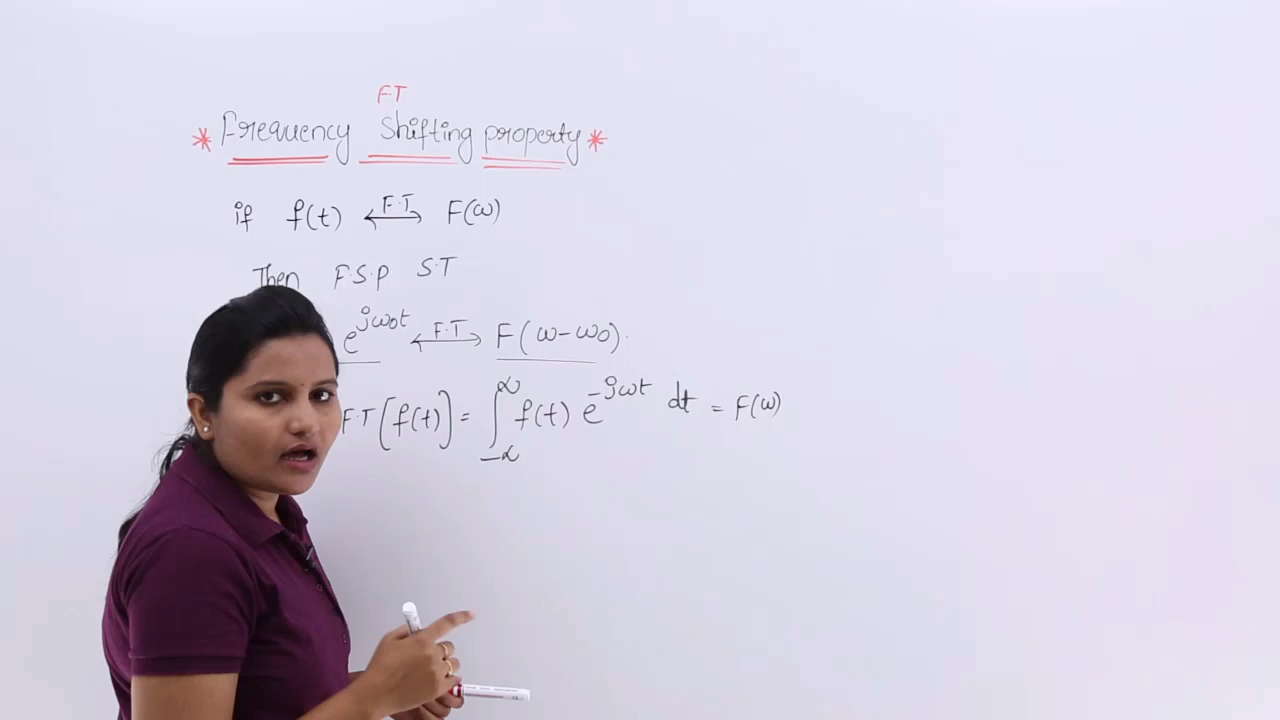 F.T
* Frequency Shifting property *
if f(t) ⟷ F.T F(ω)
Then F.S.P S.T
e^{jω0t} ⟷ F.T F(ω-ω0).
F.T[f(t)] = ∫_{-∞}^{∞} f(t) e^{-jωt} dt = F(ω)